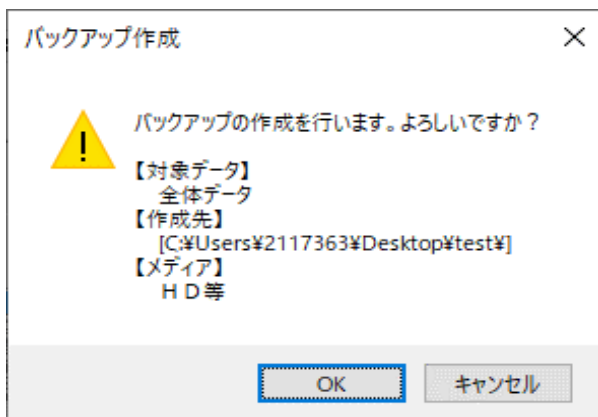 バックアップ作成
バックアップの作成を行います。よろしいですか？
【対象データ】
全体データ
【作成先】
[C:¥Users¥2117363¥Desktop¥test¥]
【メディア】
ＨＤ等
OK
キャンセル